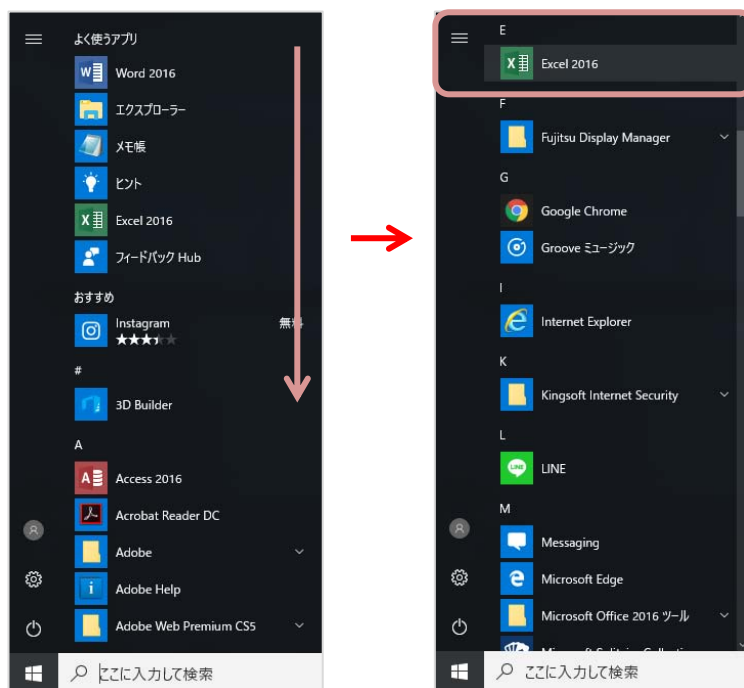 よく使うアプリ
Word 2016
エクスプローラー
メモ帳
ヒント
Excel 2016
フィードバック Hub
おすすめ
Instagram
無料
#
3D Builder
A
Access 2016
Acrobat Reader DC
Adobe
Adobe Help
Adobe Web Premium CS5
ここに入力して検索
E
Excel 2016
F
Fujitsu Display Manager
G
Google Chrome
Groove ミュージック
I
Internet Explorer
K
Kingsoft Internet Security
L
LINE
M
Messaging
Microsoft Edge
Microsoft Office 2016 ツール
ここに入力して検索